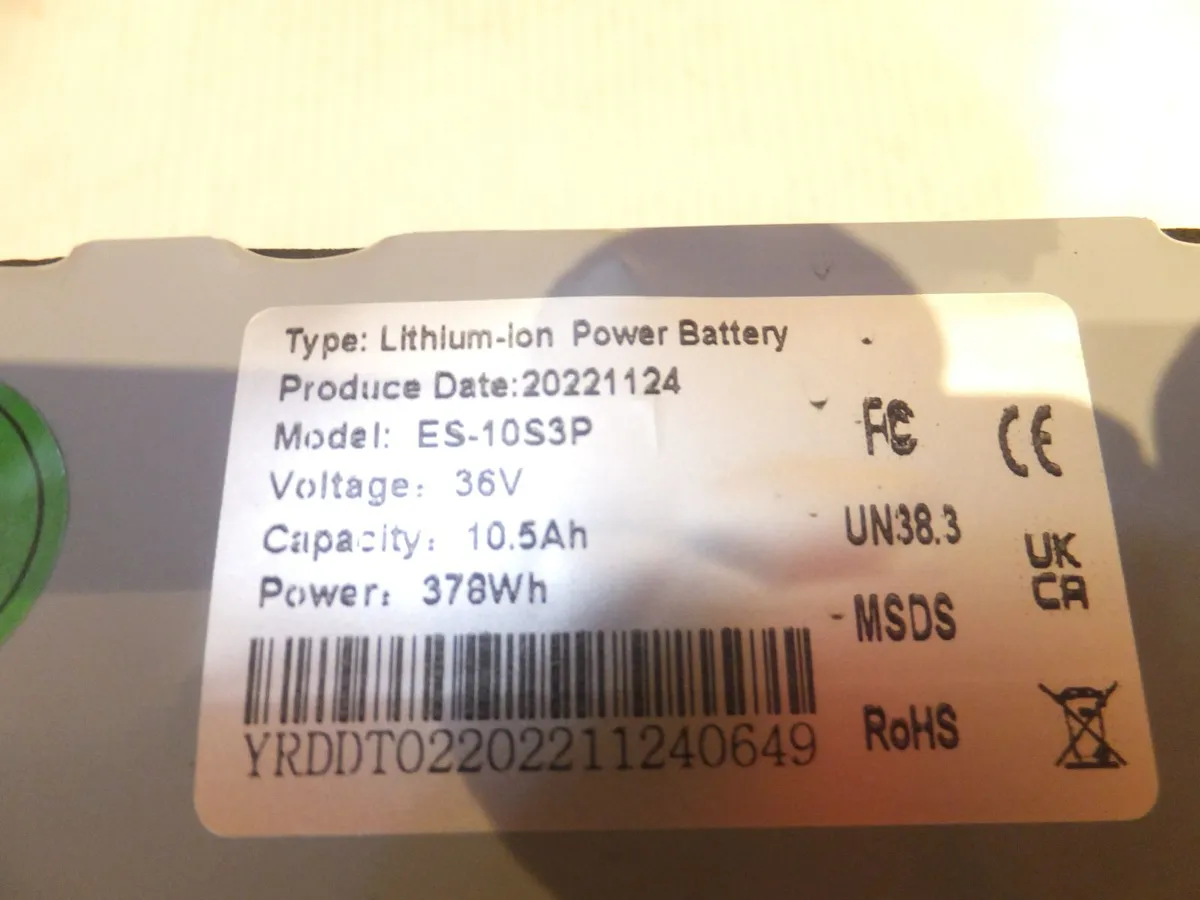 Type: Lithium-ion Power Battery
Produce Date:20221124
Model: ES-10S3P
Voltage: 36V
Capacity: 10.5Ah
Power: 378Wh
YRDDT02202211240649
FC
CE
UN38.3
UK
CA
MSDS
RoHS